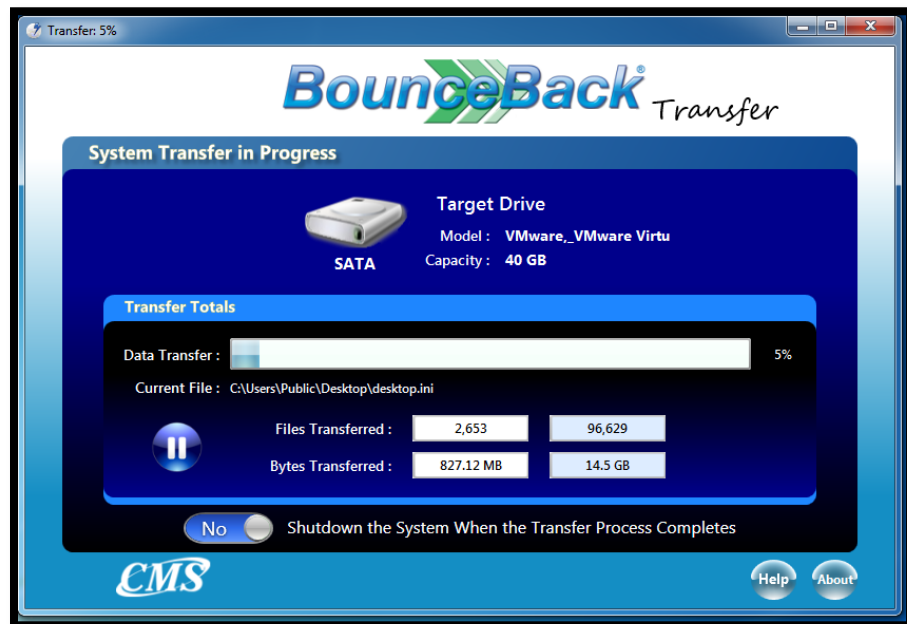 Transfer: 5%
BounceBack® Transfer
System Transfer in Progress
Target Drive
Model : VMware,_VMware Virtu
SATA Capacity : 40 GB
Transfer Totals
Data Transfer : 5%
Current File : C:\Users\Public\Desktop\desktop.ini
Files Transferred : 2,653 96,629
Bytes Transferred : 827.12 MB 14.5 GB
No Shutdown the System When the Transfer Process Completes
CMS Help About